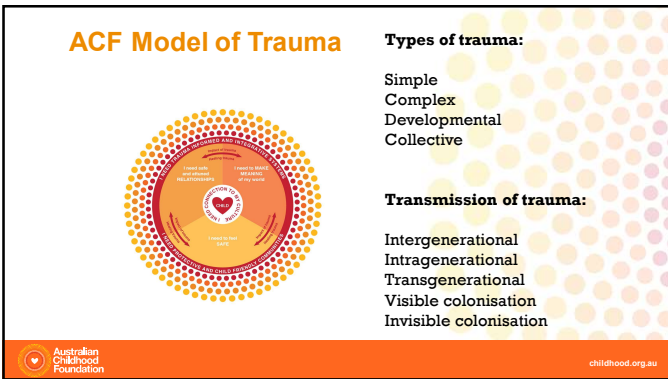 ACF Model of Trauma
I NEED TRAUMA INFORMED AND INTEGRATIVE SYSTEMS
I need safe
and attuned
RELATIONSHIPS
I need to MAKE
MEANING
of my world
I NEED CONNECTION TO MY CULTURE
CHILD
I need to feel
SAFE
I NEED PROTECTIVE AND CHILD FRIENDLY COMMUNITIES
Types of trauma:
Simple
Complex
Developmental
Collective
Transmission of trauma:
Intergenerational
Intragenerational
Transgenerational
Visible colonisation
Invisible colonisation
Australian
Childhood
Foundation
childhood.org.au